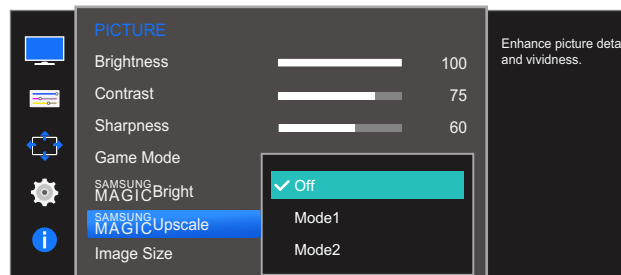 PICTURE
Enhance picture
and vividness.
Brightness 100
Contrast 75
Sharpness 60
Game Mode
SAMSUNG
MAGICBright
Off
SAMSUNG
MAGICUpscale
Mode1
Image Size
Mode2